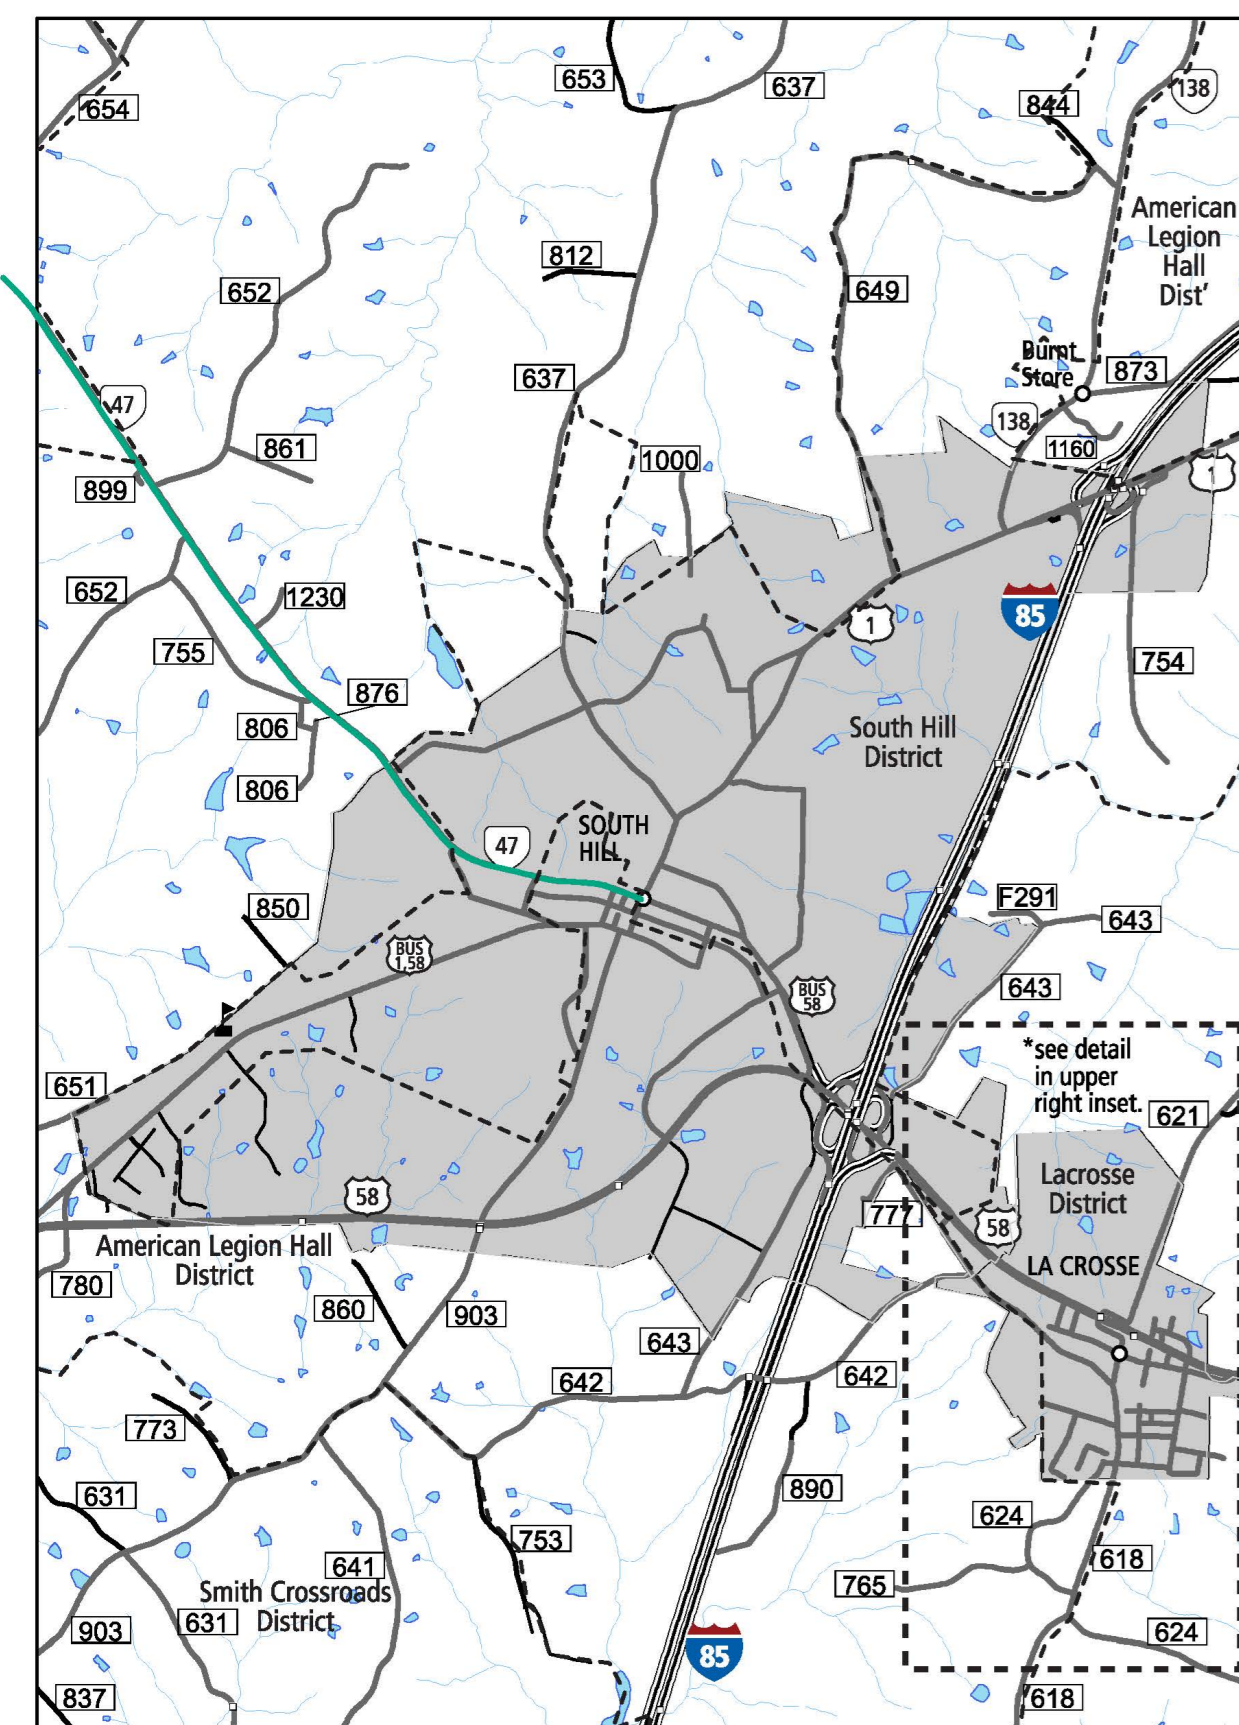 653
637
138
844
654
American
Legion
Hall
Dist'
812
652
649
Burnt
Store
873
637
47
138
861
1000
1160
899
1
652
1230
85
1
755
754
876
806
South Hill
District
806
SOUTH
HILL
47
F291
850
643
BUS
1,58
643
BUS
58
*see detail
in upper
right inset.
651
621
Lacrosse
District
58
777
58
American Legion Hall
District
LA CROSSE
780
860
903
643
642
642
773
890
631
624
753
618
641
765
Smith Crossroads
District
631
903
624
85
837
618